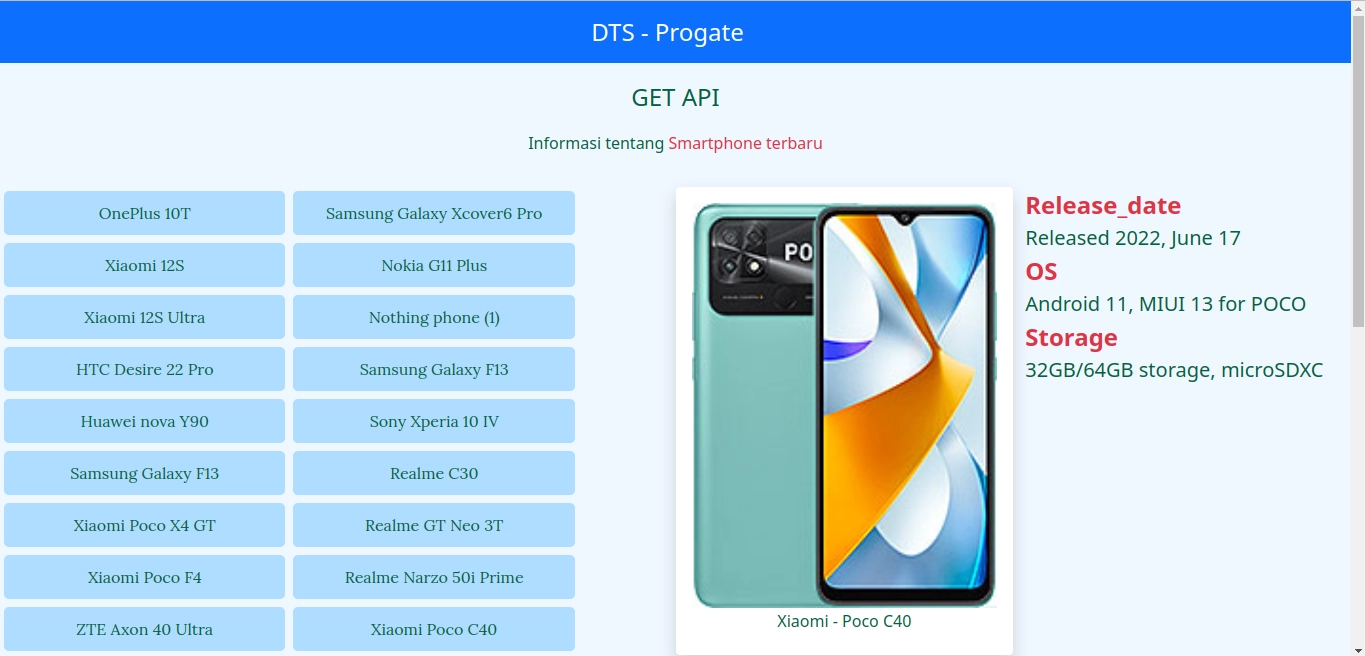 DTS - Progate
GET API
Informasi tentang Smartphone terbaru
OnePlus 10T
Samsung Galaxy Xcover6 Pro
Xiaomi 12S
Nokia G11 Plus
Xiaomi 12S Ultra
Nothing phone (1)
HTC Desire 22 Pro
Samsung Galaxy F13
Huawei nova Y90
Sony Xperia 10 IV
Samsung Galaxy F13
Realme C30
Xiaomi Poco X4 GT
Realme GT Neo 3T
Xiaomi Poco F4
Realme Narzo 50i Prime
ZTE Axon 40 Ultra
Xiaomi Poco C40
PO
Xiaomi - Poco C40
Release_date
Released 2022, June 17
OS
Android 11, MIUI 13 for POCO
Storage
32GB/64GB storage, microSDXC